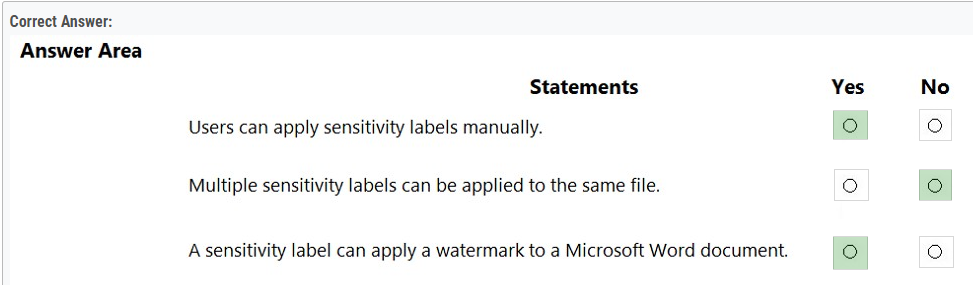 Correct Answer:
Answer Area
Statements Yes No
Users can apply sensitivity labels manually.
Multiple sensitivity labels can be applied to the same file.
A sensitivity label can apply a watermark to a Microsoft Word document.